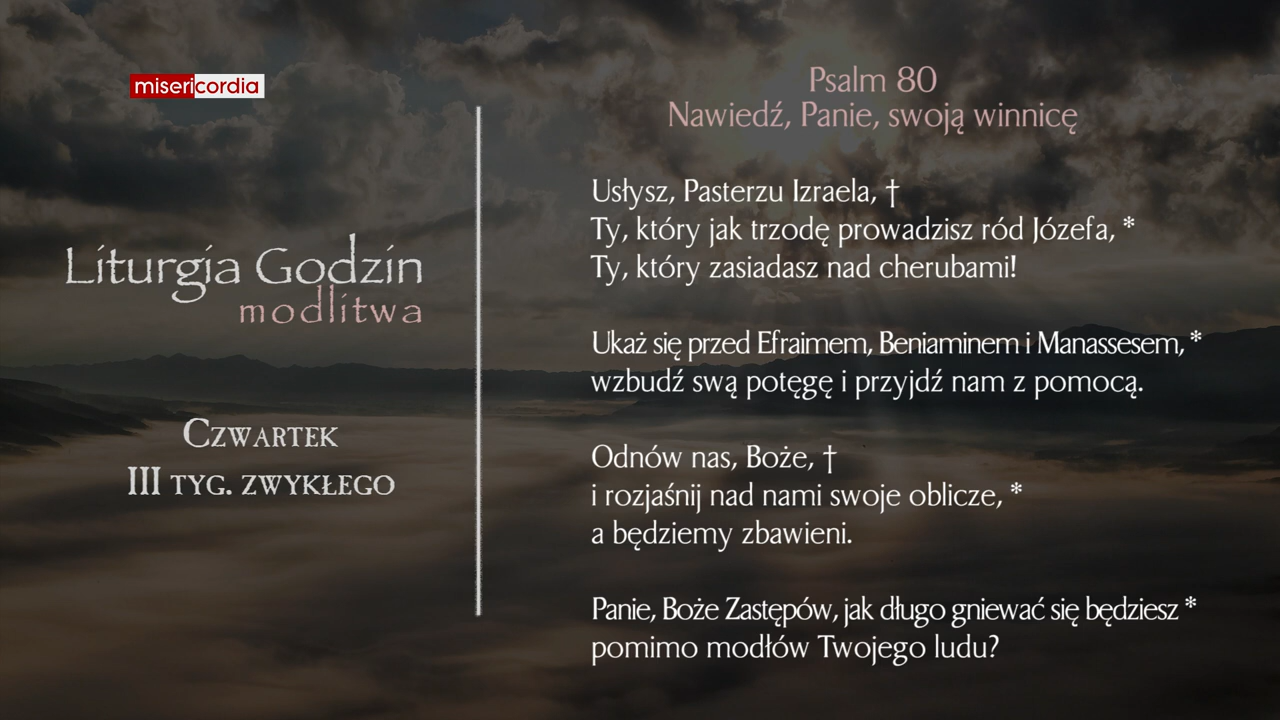 misericordia
Liturgia Godzin
modlitwa
Czwartek
III tyg. zwykłego
Psalm 80
Nawiedź, Panie, swoją winnicę
Usłysz, Pasterzu Izraela, †
Ty, który jak trzodę prowadzisz ród Józefa, *
Ty, który zasiadasz nad cherubami!
Ukaż się przed Efraimem, Beniaminem i Manassesem, *
wzbudź swą potęgę i przyjdź nam z pomocą.
Odnów nas, Boże, †
i rozjaśnij nad nami swoje oblicze, *
a będziemy zbawieni.
Panie, Boże Zastępów, jak długo gniewać się będziesz *
pomimo modłów Twojego ludu?